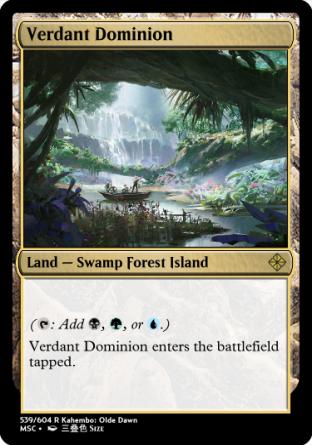 Verdant Dominion
Land — Swamp Forest Island
(: Add , , or .)
Verdant Dominion enters the battlefield
tapped.
539/604 R Kahembo: Olde Dawn
MSC • 三叠色 Size